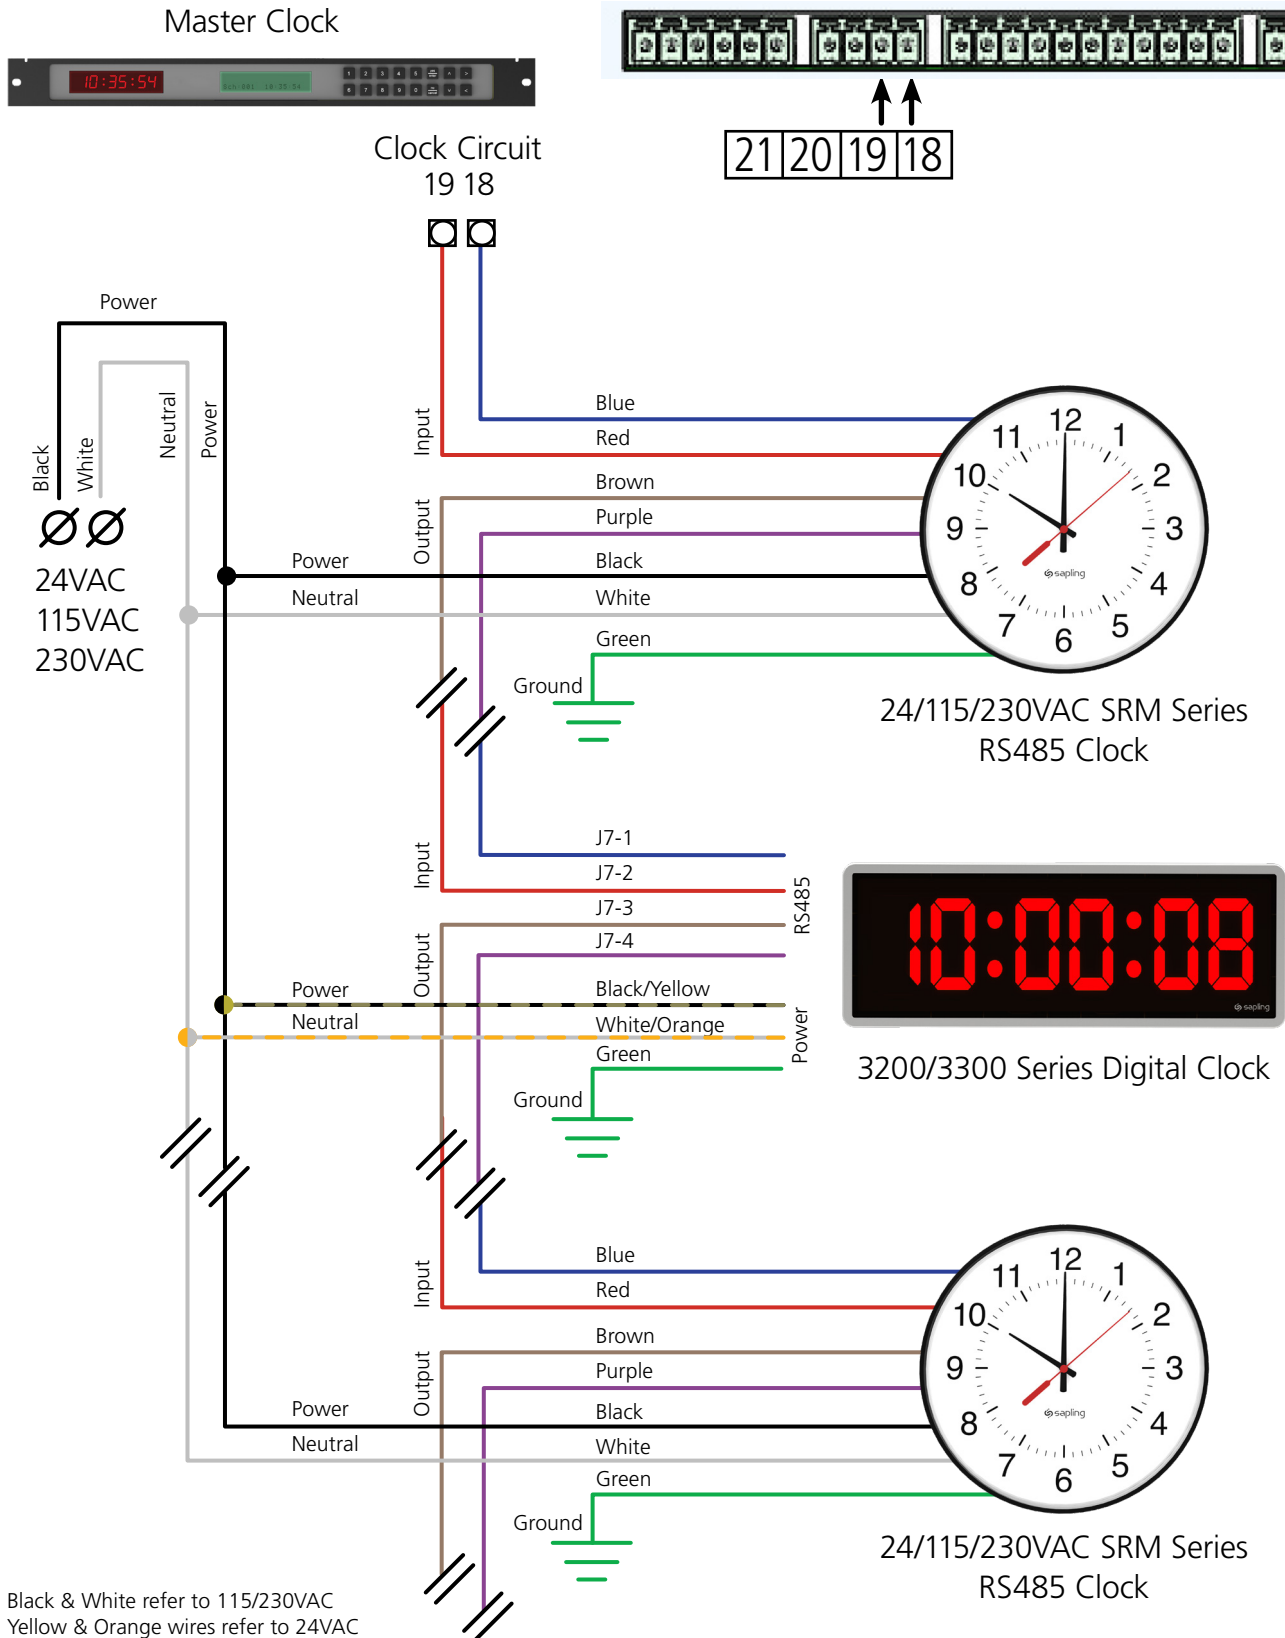 Master Clock
10:35:54
21 20 19 18
Clock Circuit
19 18
Power
Black
White
Neutral
Power
24VAC
115VAC
230VAC
Input
Blue
Red
Output
Brown
Purple
Power
Black
Neutral
White
Green
Ground
12
1
2
3
4
5
6
7
8
9
10
11
sapling
24/115/230VAC SRM Series
RS485 Clock
Input
J7-1
J7-2
J7-3
J7-4
RS485
Output
Power
Black/Yellow
Neutral
White/Orange
Green
Power
Ground
10:00:08
sapling
3200/3300 Series Digital Clock
Input
Blue
Red
Output
Brown
Purple
Power
Black
Neutral
White
Green
Ground
12
1
2
3
4
5
6
7
8
9
10
11
sapling
24/115/230VAC SRM Series
RS485 Clock
Black & White refer to 115/230VAC
Yellow & Orange wires refer to 24VAC